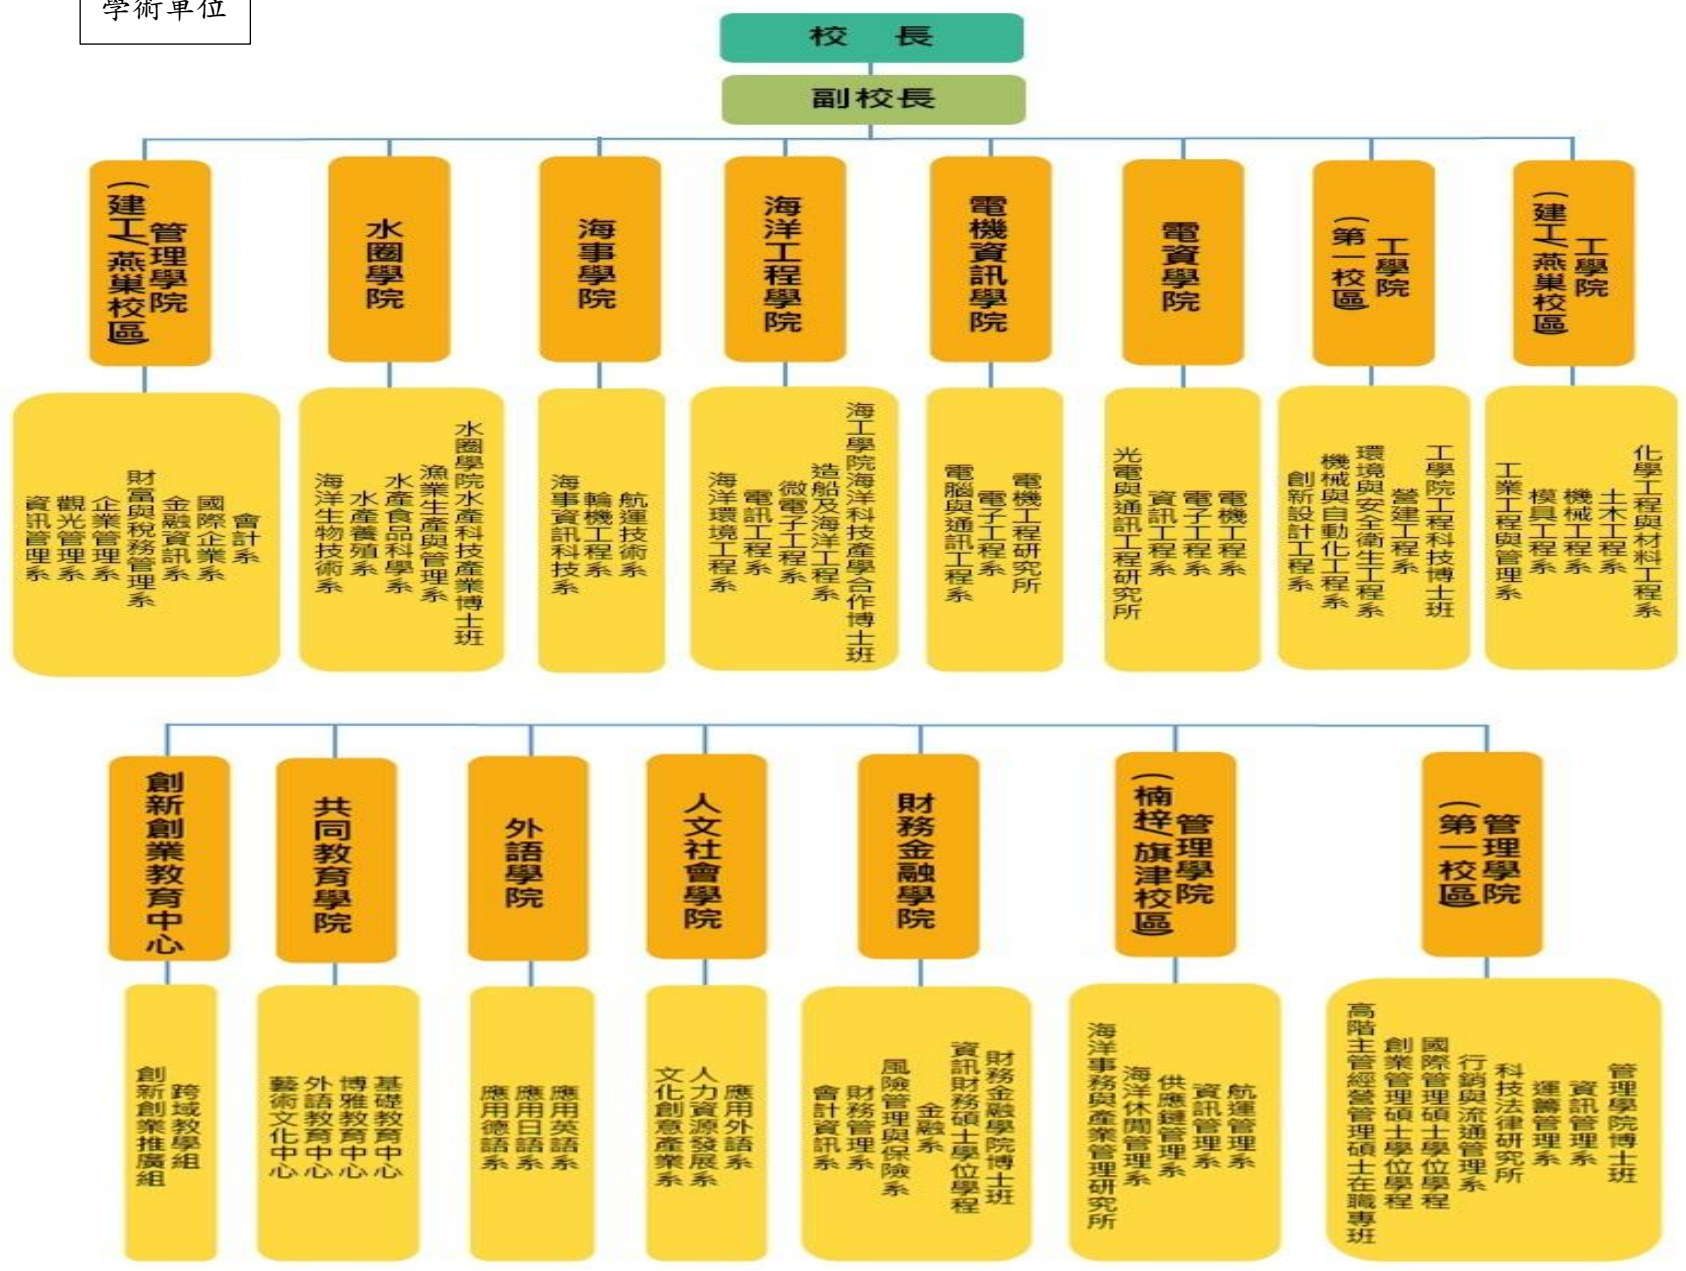 學術單位
校 長
副校長
工學院
(建工/燕巢校區)
化學工程與材料工程系
土木工程系
機械工程系
模具工程系
工業工程與管理系
工學院
(第一校區)
工學院工程科技博士班
營建工程系
環境與安全衛生工程系
機械與自動化工程系
創新設計工程系
電資學院
電機工程系
電子工程系
資訊工程系
光電與通訊工程研究所
電機資訊學院
電機工程研究所
電子工程系
電腦與通訊工程系
海洋工程學院
海工學院海洋科技產學合作博士班
造船及海洋工程系
微電子工程系
電訊工程系
海洋環境工程系
海事學院
航運技術系
輪機工程系
海事資訊科技系
水圈學院
水圈學院水產科技產業博士班
漁業生產與管理系
水產食品科學系
水產養殖系
海洋生物技術系
管理學院
(建工/燕巢校區)
會計系
國際企業系
金融資訊系
財富與稅務管理系
企業管理系
觀光管理系
資訊管理系
管理學院
(第一校區)
管理學院博士班
資訊管理系
運籌管理系
科技法律研究所
行銷與流通管理系
國際管理碩士學位學程
創業管理碩士學位學程
高階主管經營管理碩士在職專班
管理學院
(楠梓/旗津校區)
航運管理系
資訊管理系
供應鏈管理系
海洋休閒管理系
海洋事務與產業管理研究所
財務金融學院
財務金融學院博士班
資訊財務碩士學位學程
金融系
風險管理與保險系
財務管理系
會計資訊系
人文社會學院
應用外語系
人力資源發展系
文化創意產業系
外語學院
應用英語系
應用日語系
應用德語系
共同教育學院
基礎教育中心
博雅教育中心
外語教育中心
藝術文化中心
創新創業教育中心
跨域教學組
創新創業推廣組